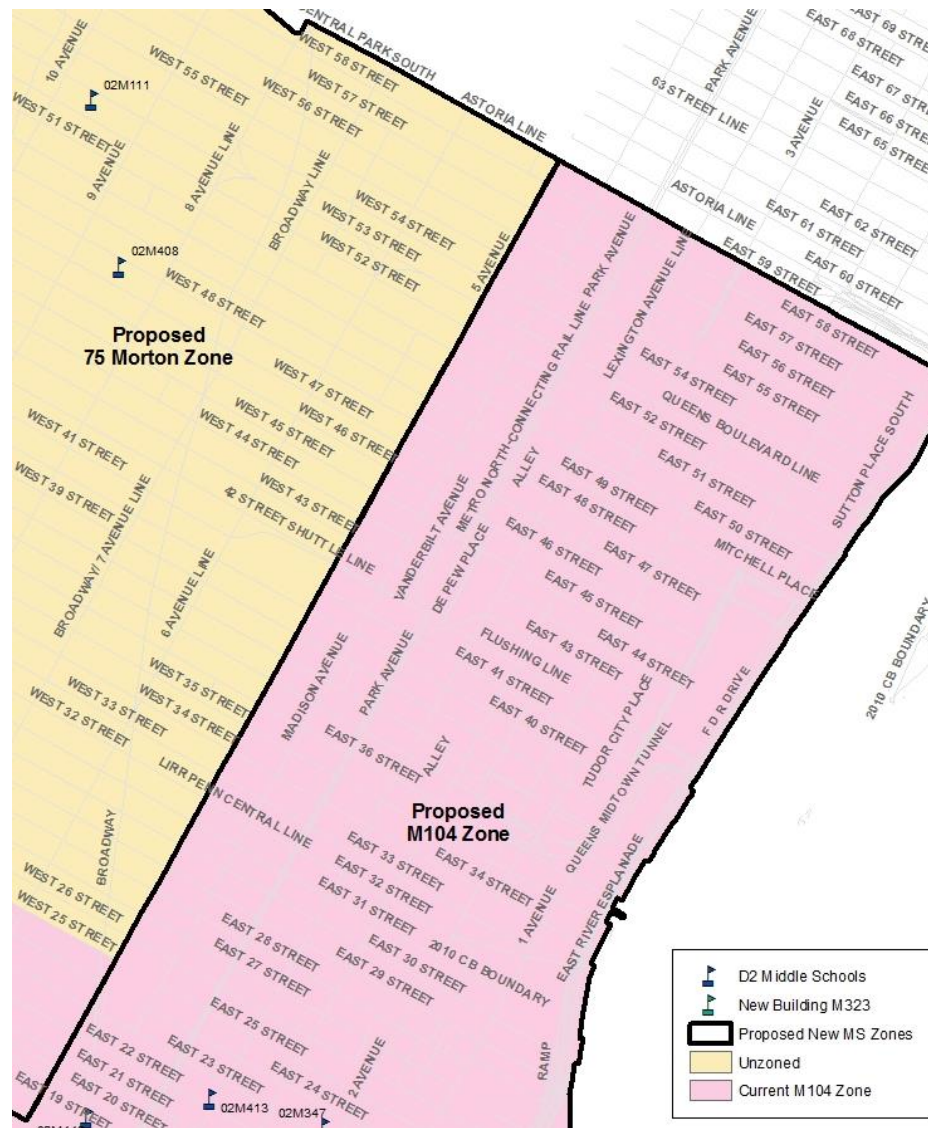 CENTRAL PARK SOUTH
10 AVENUE
WEST 58 STREET
WEST 57 STREET
WEST 56 STREET
WEST 55 STREET
ASTORIA LINE
PARK AVENUE
63 STREET LINE
3 AVENUE
EAST 69
EAST 68 STREET
EAST 67
EAST 66
EAST 65
02M111
WEST 51 STREET
9 AVENUE
8 AVENUE LINE
BROADWAY LINE
WEST 54 STREET
WEST 53 STREET
WEST 52 STREET
5 AVENUE
ASTORIA LINE
EAST 62 STREET
EAST 61 STREET
EAST 60 STREET
EAST 59 STREET
02M408
WEST 48 STREET
Proposed
75 Morton Zone
METRO NORTH-CONNECTING RAIL LINE
PARK AVENUE
LEXINGTON AVENUE LINE
EAST 58 STREET
EAST 57 STREET
EAST 56 STREET
EAST 55 STREET
EAST 54 STREET
QUEENS BOULEVARD LINE
EAST 52 STREET
EAST 51 STREET
EAST 50 STREET
SUTTON PLACE SOUTH
WEST 47 STREET
WEST 46 STREET
WEST 45 STREET
WEST 44 STREET
WEST 43 STREET
42 STREET SHUTTLE LINE
WEST 41 STREET
WEST 39 STREET
BROADWAY/ 7 AVENUE LINE
6 AVENUE LINE
VANDERBILT AVENUE
DE PEW PLACE
ALLEY
EAST 49 STREET
EAST 48 STREET
EAST 47 STREET
EAST 46 STREET
EAST 45 STREET
MITCHELL PLACE
EAST 44 STREET
EAST 43 STREET
FLUSHING LINE
EAST 41 STREET
EAST 40 STREET
TUDOR CITY PLACE
F D R DRIVE
2010 CB BOUNDARY
WEST 35 STREET
WEST 34 STREET
WEST 33 STREET
WEST 32 STREET
MADISON AVENUE
PARK AVENUE
EAST 36 STREET
ALLEY
QUEENS MIDTOWN TUNNEL
LIRR PENN CENTRAL LINE
Proposed
M104 Zone
BROADWAY
EAST 34 STREET
EAST 33 STREET
EAST 32 STREET
EAST 31 STREET
EAST 30 STREET
EAST 29 STREET
2010 CB BOUNDARY
1 AVENUE
EAST RIVER ESPLANADE
WEST 26 STREET
WEST 25 STREET
EAST 28 STREET
EAST 27 STREET
EAST 25 STREET
EAST 24 STREET
EAST 23 STREET
EAST 22 STREET
EAST 21 STREET
EAST 20 STREET
EAST 19 STREET
2 AVENUE
RAMP
02M413
02M347
D2 Middle Schools
New Building M323
Proposed New MS Zones
Unzoned
Current M104 Zone